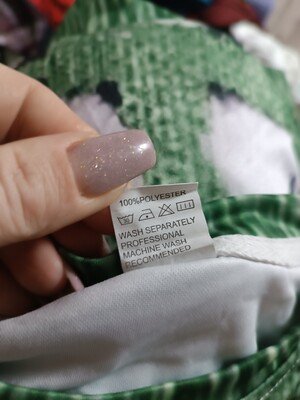 100%POLYESTER
WASH SEPARATELY
PROFESSIONAL
MACHINE WASH
RECOMMENDED